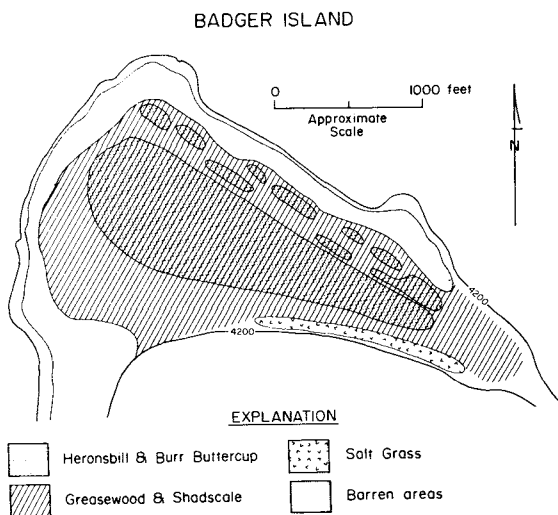 BADGER ISLAND
0 1000 feet
Approximate
Scale
N
4200
4200
EXPLANATION
Heronsbill & Burr Buttercup
Salt Grass
Greasewood & Shadscale
Barren areas